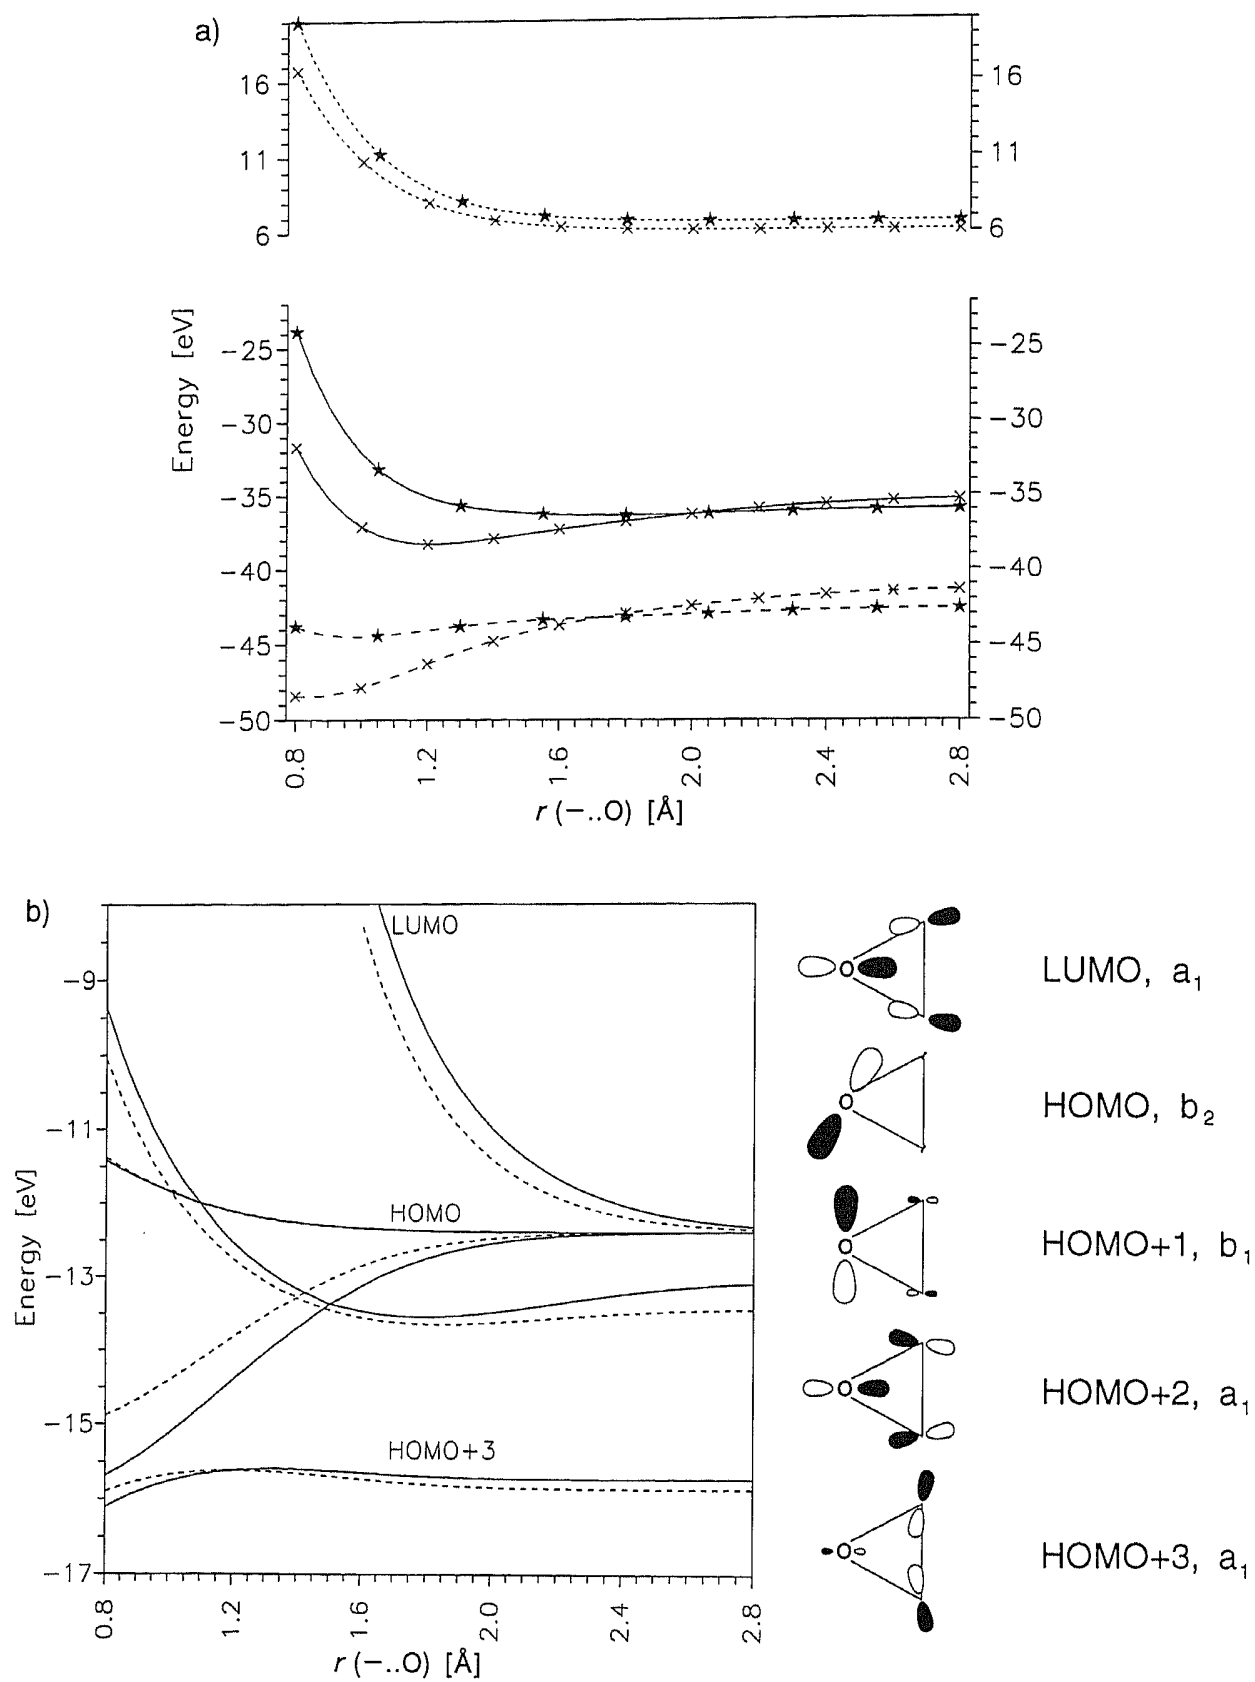 a)
16
11
6
16
11
6
Energy [eV]
−25
−30
−35
−40
−45
−50
−25
−30
−35
−40
−45
−50
0.8
1.2
1.6
2.0
2.4
2.8
r (−..O) [Å]
b)
LUMO
HOMO
HOMO+3
Energy [eV]
−9
−11
−13
−15
−17
0.8
1.2
1.6
2.0
2.4
2.8
r (−..O) [Å]
O
LUMO, a₁
O
HOMO, b₂
O
HOMO+1, b₁
O
HOMO+2, a₁
O
HOMO+3, a₁